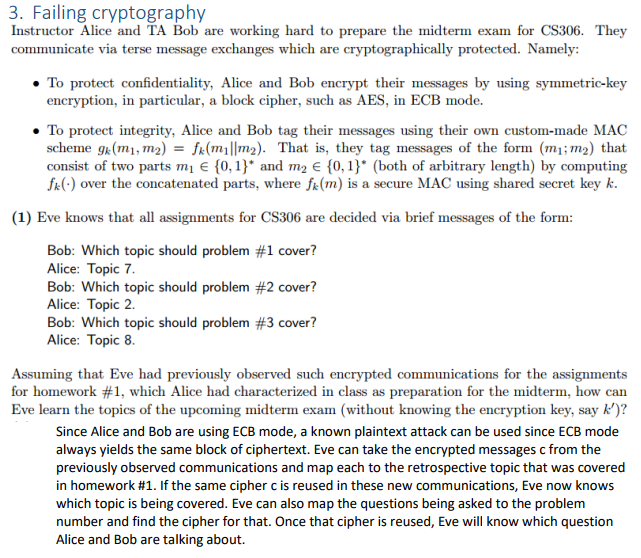 3. Failing cryptography
Instructor Alice and TA Bob are working hard to prepare the midterm exam for CS306. They
communicate via terse message exchanges which are cryptographically protected. Namely:
• To protect confidentiality, Alice and Bob encrypt their messages by using symmetric-key
encryption, in particular, a block cipher, such as AES, in ECB mode.
• To protect integrity, Alice and Bob tag their messages using their own custom-made MAC
scheme gₖ(m₁, m₂) = fₖ(m₁||m₂). That is, they tag messages of the form (m₁; m₂) that
consist of two parts m₁ ∈ {0, 1}* and m₂ ∈ {0, 1}* (both of arbitrary length) by computing
fₖ(·) over the concatenated parts, where fₖ(m) is a secure MAC using shared secret key k.
(1) Eve knows that all assignments for CS306 are decided via brief messages of the form:
Bob: Which topic should problem #1 cover?
Alice: Topic 7.
Bob: Which topic should problem #2 cover?
Alice: Topic 2.
Bob: Which topic should problem #3 cover?
Alice: Topic 8.
Assuming that Eve had previously observed such encrypted communications for the assignments
for homework #1, which Alice had characterized in class as preparation for the midterm, how can
Eve learn the topics of the upcoming midterm exam (without knowing the encryption key, say k′)?
Since Alice and Bob are using ECB mode, a known plaintext attack can be used since ECB mode
always yields the same block of ciphertext. Eve can take the encrypted messages c from the
previously observed communications and map each to the retrospective topic that was covered
in homework #1. If the same cipher c is reused in these new communications, Eve now knows
which topic is being covered. Eve can also map the questions being asked to the problem
number and find the cipher for that. Once that cipher is reused, Eve will know which question
Alice and Bob are talking about.